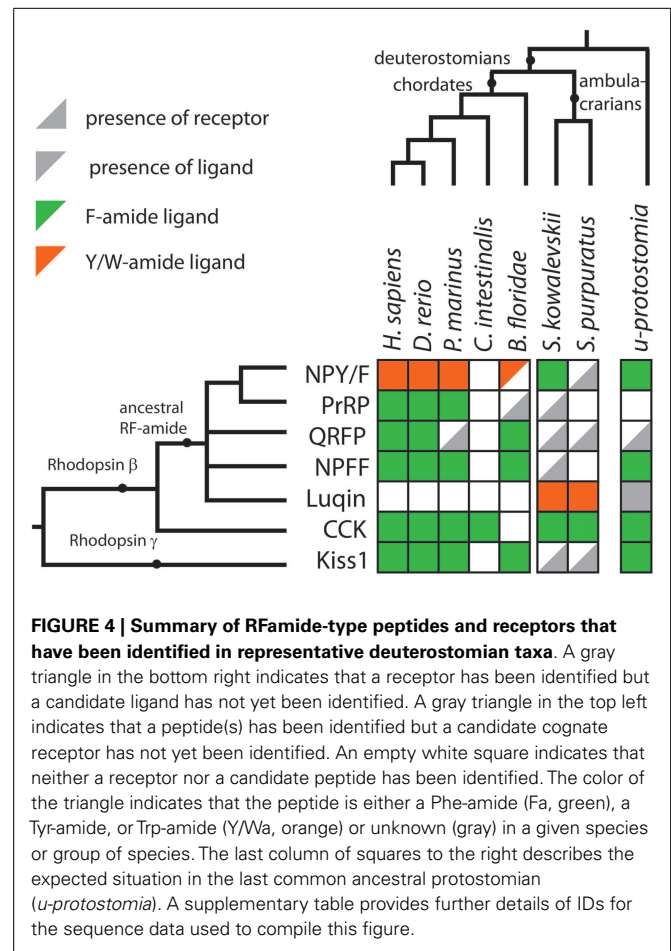 deuterostomians
chordates
ambula-
crarians
presence of receptor
presence of ligand
F-amide ligand
Y/W-amide ligand
H. sapiens
D. rerio
P. marinus
C. intestinalis
B. floridae
S. kowalevskii
S. purpuratus
u-protostomia
NPY/F
PrRP
QRFP
NPFF
Luqin
CCK
Kiss1
ancestral
RF-amide
Rhodopsin β
Rhodopsin γ
FIGURE 4 | Summary of RFamide-type peptides and receptors that
have been identified in representative deuterostomian taxa. A gray
triangle in the bottom right indicates that a receptor has been identified but
a candidate ligand has not yet been identified. A gray triangle in the top left
indicates that a peptide(s) has been identified but a candidate cognate
receptor has not yet been identified. An empty white square indicates that
neither a receptor nor a candidate peptide has been identified. The color of
the triangle indicates that the peptide is either a Phe-amide (Fa, green), a
Tyr-amide, or Trp-amide (Y/Wa, orange) or unknown (gray) in a given species
or group of species. The last column of squares to the right describes the
expected situation in the last common ancestral protostomian
(u-protostomia). A supplementary table provides further details of IDs for
the sequence data used to compile this figure.